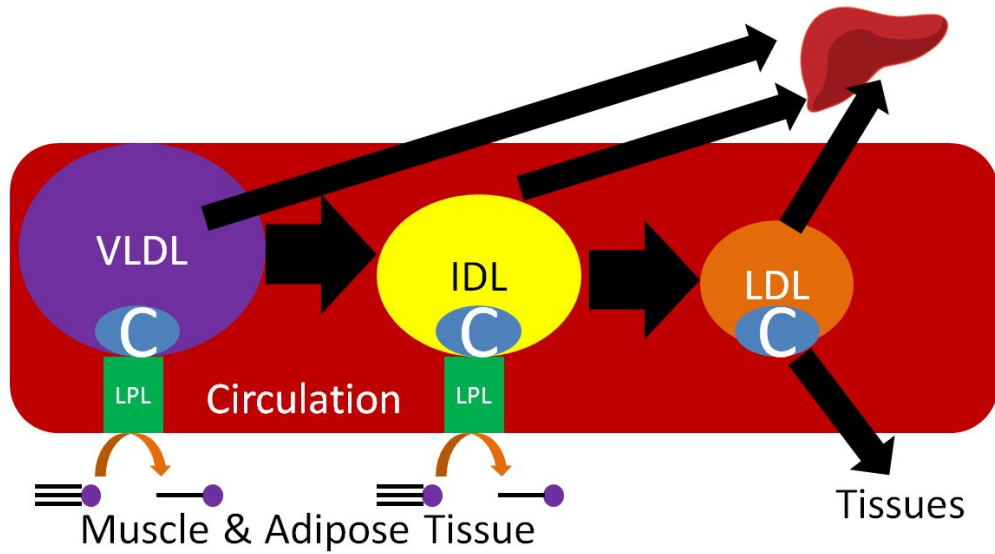 VLDL
IDL
LDL
C
C
C
LPL
Circulation
LPL
Tissues
Muscle & Adipose Tissue